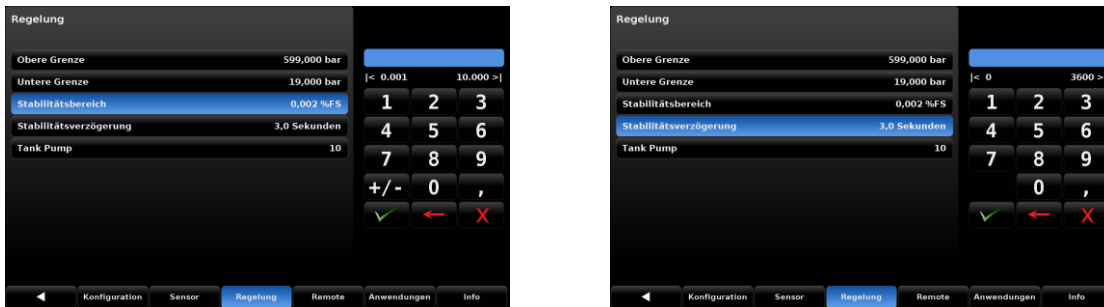 Regelung
Obere Grenze 599,000 bar
Untere Grenze 19,000 bar
Stabilitätsbereich 0,002 %FS
Stabilitätsverzögerung 3,0 Sekunden
Tank Pump 10
|< 0.001 10.000 >|
1 2 3
4 5 6
7 8 9
+/- 0 ,
X
Konfiguration Sensor Regelung Remote Anwendungen Info
Regelung
Obere Grenze 599,000 bar
Untere Grenze 19,000 bar
Stabilitätsbereich 0,002 %FS
Stabilitätsverzögerung 3,0 Sekunden
Tank Pump 10
|< 0 3600 >
1 2 3
4 5 6
7 8 9
0 ,
X
Konfiguration Sensor Regelung Remote Anwendungen Info